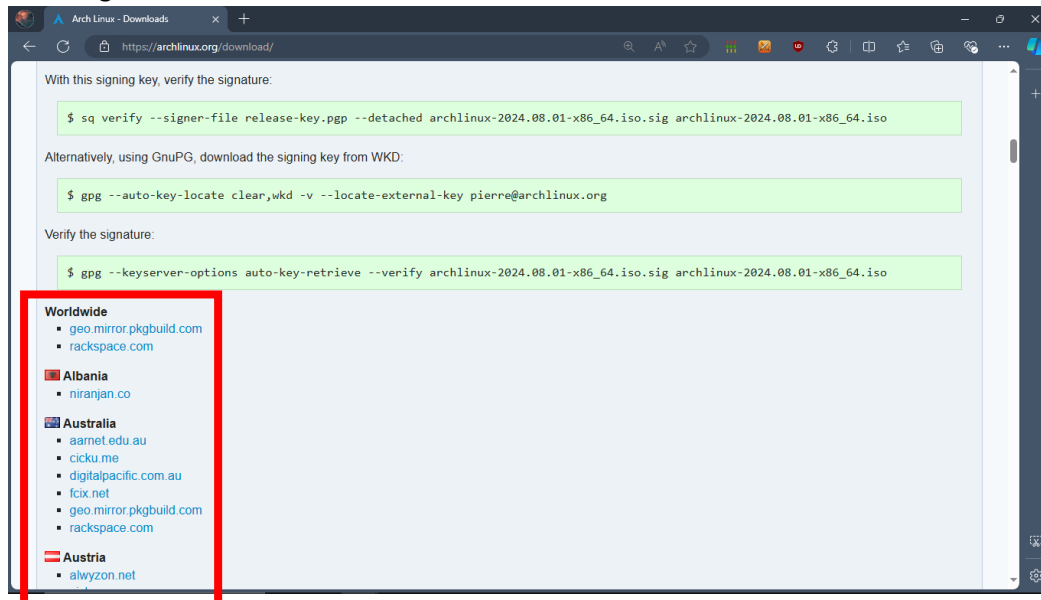 Arch Linux - Downloads
https://archlinux.org/download/
With this signing key, verify the signature:
$ sq verify --signer-file release-key.pgp --detached archlinux-2024.08.01-x86_64.iso.sig archlinux-2024.08.01-x86_64.iso
Alternatively, using GnuPG, download the signing key from WKD:
$ gpg --auto-key-locate clear,wkd -v --locate-external-key pierre@archlinux.org
Verify the signature:
$ gpg --keyserver-options auto-key-retrieve --verify archlinux-2024.08.01-x86_64.iso.sig archlinux-2024.08.01-x86_64.iso
Worldwide
geo.mirror.pkgbuild.com
rackspace.com
Albania
niranjan.co
Australia
aarnet.edu.au
cicku.me
digitalpacific.com.au
fcix.net
geo.mirror.pkgbuild.com
rackspace.com
Austria
alwyzon.net